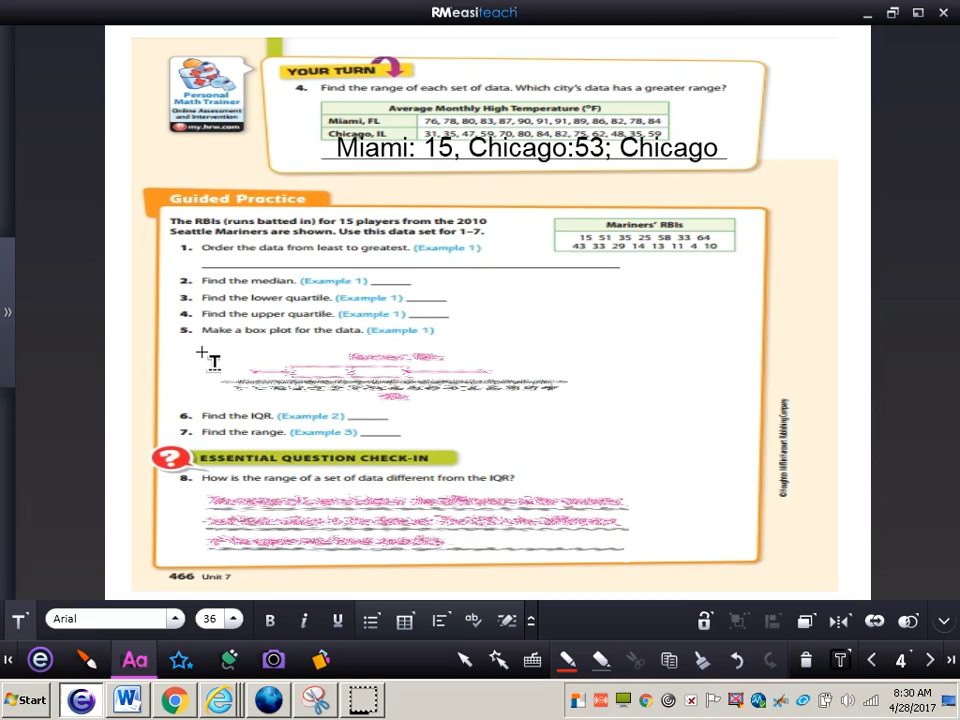 RM easiteach
YOUR TURN
Personal
Math Trainer
Online Assessment
and Intervention
my.hrw.com
4. Find the range of each set of data. Which city's data has a greater range?
Average Monthly High Temperature (°F)
Miami, FL 76, 78, 80, 83, 87, 90, 91, 91, 89, 86, 82, 78, 84
Chicago, IL 31, 35, 47, 59, 70, 80, 84, 82, 75, 62, 48, 35, 59
Miami: 15, Chicago:53; Chicago
Guided Practice
The RBIs (runs batted in) for 15 players from the 2010
Seattle Mariners are shown. Use this data set for 1–7.
Mariners' RBIs
15 51 35 25 58 33 64
43 33 29 14 13 11 4 10
1. Order the data from least to greatest. (Example 1)
2. Find the median. (Example 1)
3. Find the lower quartile. (Example 1)
4. Find the upper quartile. (Example 1)
5. Make a box plot for the data. (Example 1)
T
6. Find the IQR. (Example 2)
7. Find the range. (Example 3)
? ESSENTIAL QUESTION CHECK-IN
8. How is the range of a set of data different from the IQR?
© Houghton Mifflin Harcourt Publishing Company
466 Unit 7
T Arial 36 B i U ab
Aa T 4
Start 8:30 AM
4/28/2017